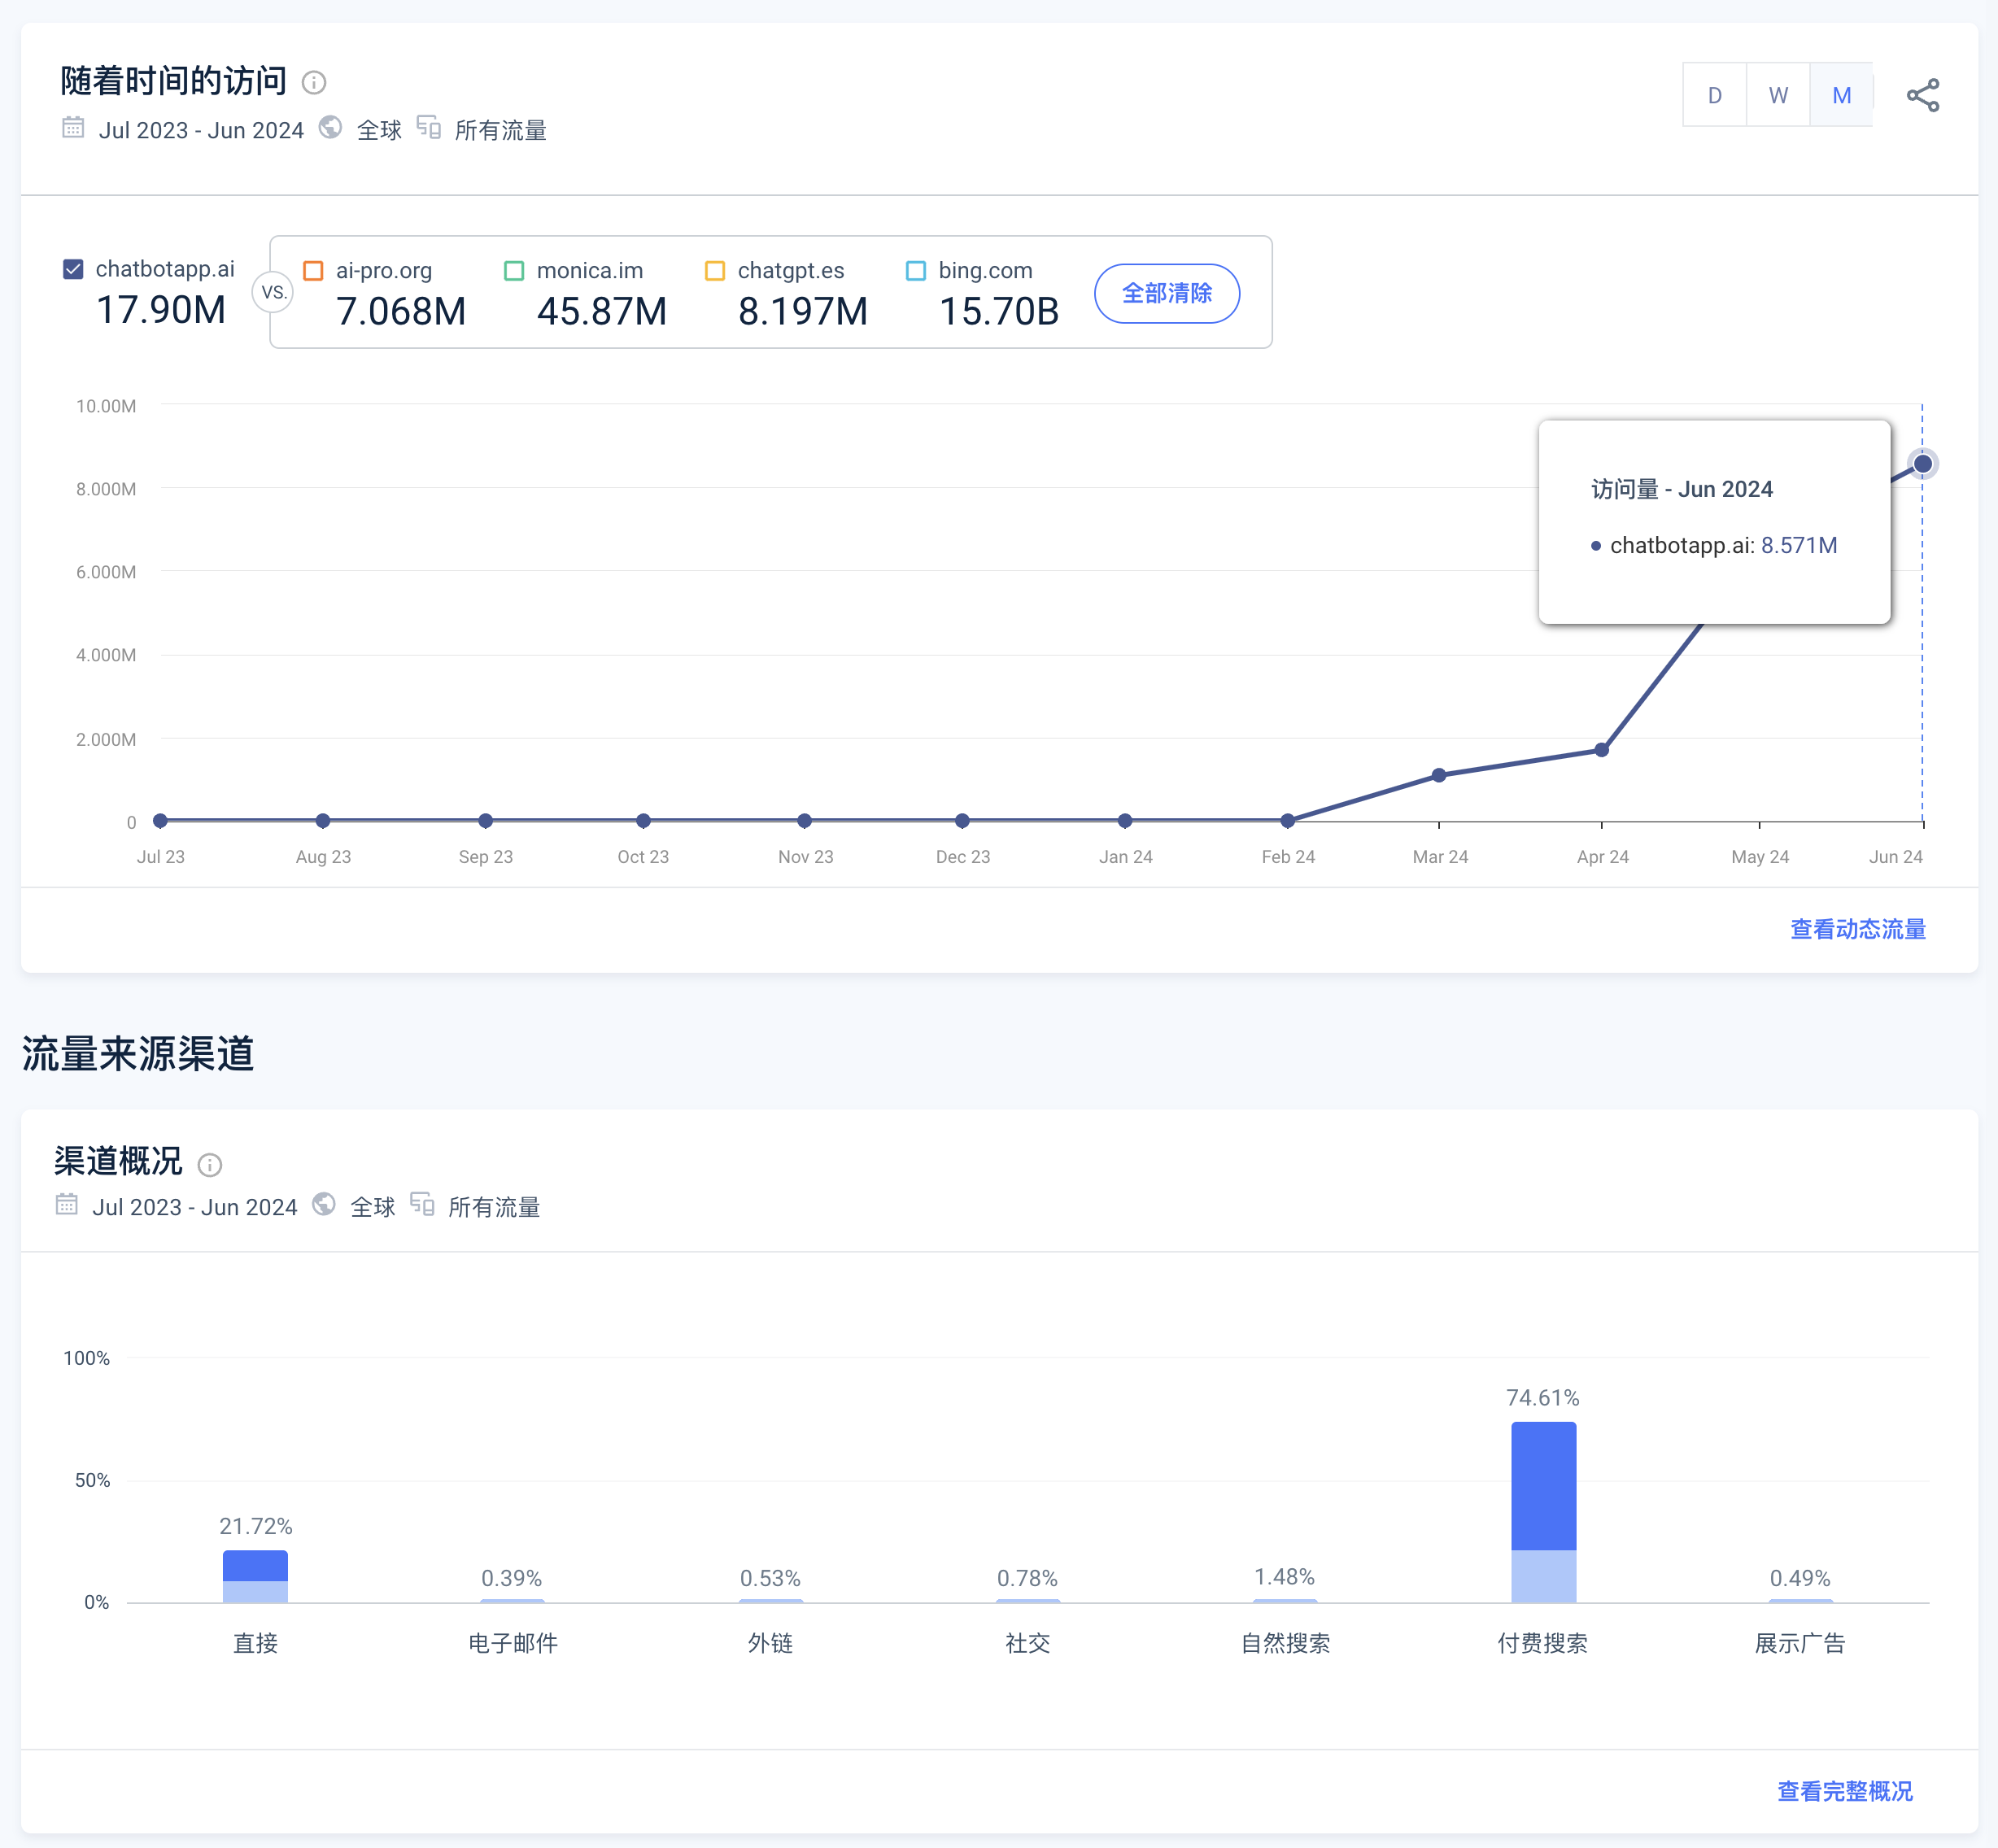 随着时间的访问
D W M
Jul 2023 - Jun 2024 全球 所有流量
chatbotapp.ai
17.90M
VS.
ai-pro.org
7.068M
monica.im
45.87M
chatgpt.es
8.197M
bing.com
15.70B
全部清除
10.00M
8.000M
6.000M
4.000M
2.000M
0
访问量 - Jun 2024
chatbotapp.ai: 8.571M
Jul 23 Aug 23 Sep 23 Oct 23 Nov 23 Dec 23 Jan 24 Feb 24 Mar 24 Apr 24 May 24 Jun 24
查看动态流量
流量来源渠道
渠道概况
Jul 2023 - Jun 2024 全球 所有流量
100%
50%
0%
21.72% 0.39% 0.53% 0.78% 1.48% 74.61% 0.49%
直接 电子邮件 外链 社交 自然搜索 付费搜索 展示广告
查看完整概况